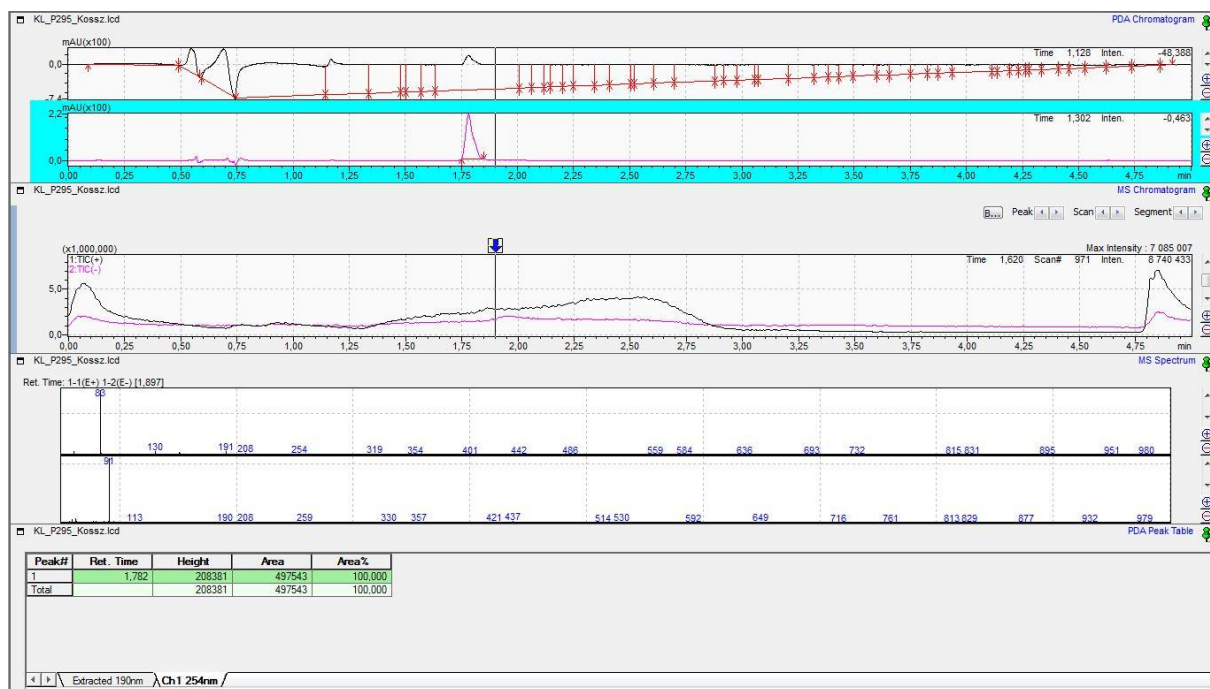 KL_P295_Kossz.lcd PDA Chromatogram
mAU(x100)
Time 1,128 Inten. -48,388
0,0
-7,4
mAU(x100)
2,2
Time 1,302 Inten. -0,463
0,0
0,00 0,25 0,50 0,75 1,00 1,25 1,50 1,75 2,00 2,25 2,50 2,75 3,00 3,25 3,50 3,75 4,00 4,25 4,50 4,75 min
KL_P295_Kossz.lcd MS Chromatogram
B... Peak Scan Segment
(x1,000,000) Max Intensity : 7 085 007
1:TIC(+) Time 1,620 Scan# 971 Inten. 8 740 433
2:TIC(-)
5,0
0,0
0,00 0,25 0,50 0,75 1,00 1,25 1,50 1,75 2,00 2,25 2,50 2,75 3,00 3,25 3,50 3,75 4,00 4,25 4,50 4,75 min
KL_P295_Kossz.lcd MS Spectrum
Ret. Time: 1-1(E+) 1-2(E-) [1,897]
83
130 191 208 254 319 354 401 442 486 559 584 636 693 732 815 831 895 951 980
91
113 190 208 259 330 357 421 437 514 530 592 649 716 761 813 829 877 932 979
KL_P295_Kossz.lcd PDA Peak Table
Peak# Ret. Time Height Area Area%
1 1,782 208381 497543 100,000
Total 208381 497543 100,000
Extracted 190nm Ch1 254nm